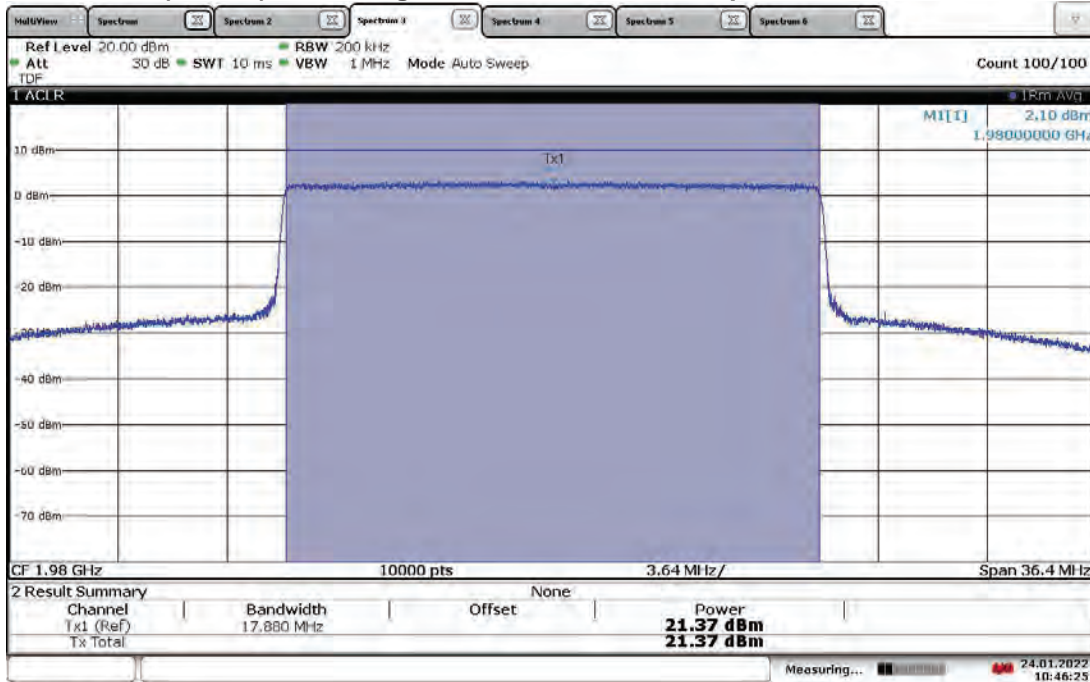 MultiView Spectrum Spectrum 2 Spectrum 3 Spectrum 4 Spectrum 5 Spectrum 6
Ref Level 20.00 dBm RBW 200 kHz
Att 30 dB SWT 10 ms VBW 1 MHz Mode Auto Sweep Count 100/100
TDF
1 ACLR 1Rm Avg
M1[1] 2.10 dBm
1.98000000 GHz
10 dBm
Tx1
0 dBm
-10 dBm
-20 dBm
-40 dBm
-50 dBm
-60 dBm
-70 dBm
CF 1.98 GHz 10000 pts 3.64 MHz/ Span 36.4 MHz
2 Result Summary None
Channel Bandwidth Offset Power
Tx1 (Ref) 17.880 MHz 21.37 dBm
Tx Total 21.37 dBm
Measuring... 24.01.2022
10:46:23